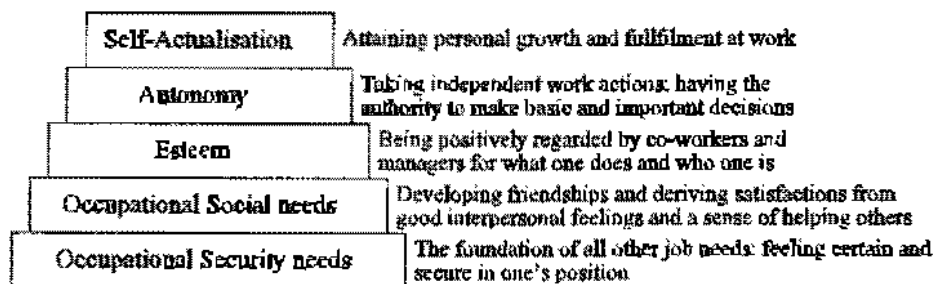 Self-Actualisation
Attaining personal growth and fullfilment at work
Autonomy
Taking independent work actions; having the
authority to make basic and important decisions
Esteem
Being positively regarded by co-workers and
managers for what one does and who one is
Occupational Social needs
Developing friendships and deriving satisfactions from
good interpersonal feelings and a sense of helping others
Occupational Security needs
The foundation of all other job needs: feeling certain and
secure in one's position